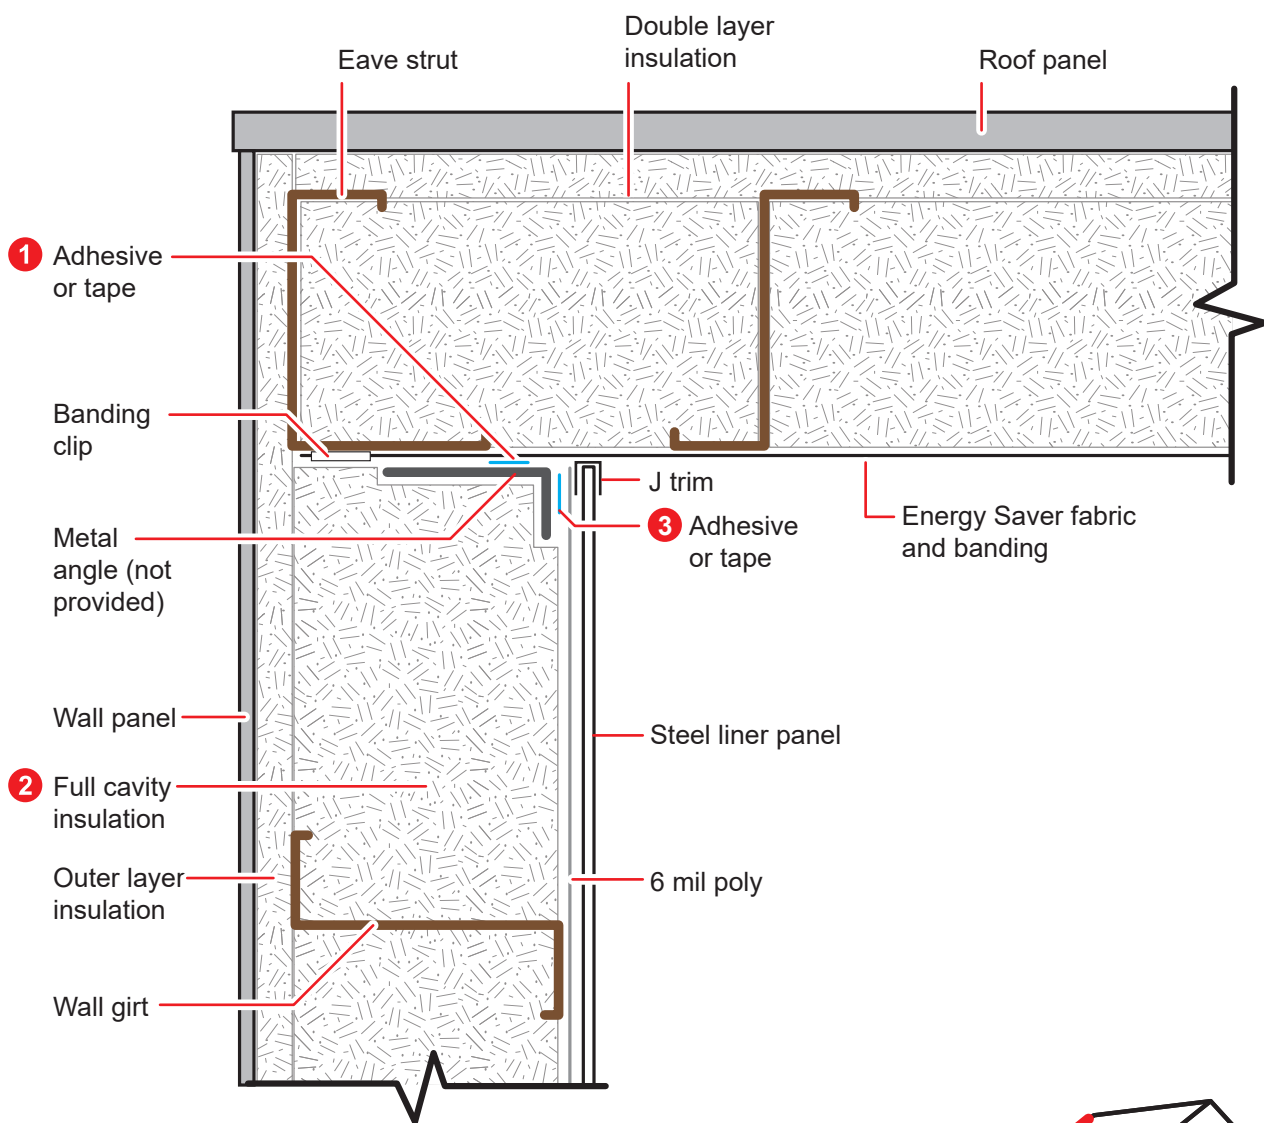 Double layer
insulation
Eave strut
Roof panel
1 Adhesive
or tape
Banding
clip
J trim
3 Adhesive
or tape
Energy Saver fabric
and banding
Metal
angle (not
provided)
Wall panel
Steel liner panel
2 Full cavity
insulation
Outer layer
insulation
6 mil poly
Wall girt